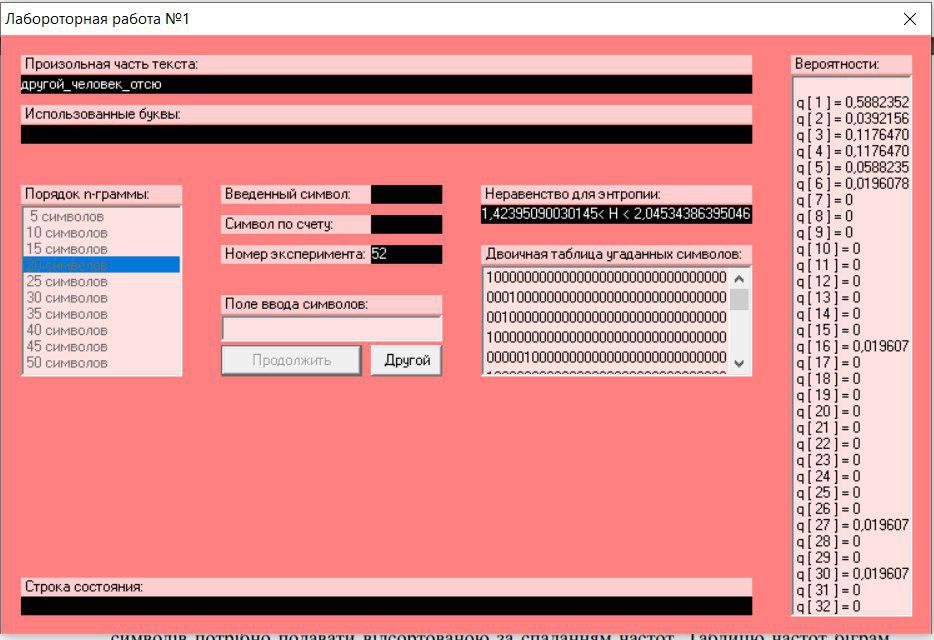 Лабороторная работа №1
Произвольная часть текста:
другой_человек_отсю
Использованные буквы:
Порядок n-граммы:
5 символов
10 символов
15 символов
20 символов
25 символов
30 символов
35 символов
40 символов
45 символов
50 символов
Введенный символ:
Символ по счету:
Номер эксперимента: 52
Поле ввода символов:
Продолжить
Другой
Неравенство для энтропии:
1,42395090030145< H < 2,04534386395046
Двоичная таблица угаданных символов:
10000000000000000000000000000000
00010000000000000000000000000000
00100000000000000000000000000000
10000000000000000000000000000000
00000100000000000000000000000000
Вероятности:
q[ 1 ] = 0,5882352
q[ 2 ] = 0,0392156
q[ 3 ] = 0,1176470
q[ 4 ] = 0,1176470
q[ 5 ] = 0,0588235
q[ 6 ] = 0,0196078
q[ 7 ] = 0
q[ 8 ] = 0
q[ 9 ] = 0
q[ 10 ] = 0
q[ 11 ] = 0
q[ 12 ] = 0
q[ 13 ] = 0
q[ 14 ] = 0
q[ 15 ] = 0
q[ 16 ] = 0,019607
q[ 17 ] = 0
q[ 18 ] = 0
q[ 19 ] = 0
q[ 20 ] = 0
q[ 21 ] = 0
q[ 22 ] = 0
q[ 23 ] = 0
q[ 24 ] = 0
q[ 25 ] = 0
q[ 26 ] = 0
q[ 27 ] = 0,019607
q[ 28 ] = 0
q[ 29 ] = 0
q[ 30 ] = 0,019607
q[ 31 ] = 0
q[ 32 ] = 0
Строка состояния:
символів потрібно подавати відсортованою за спаданням частот. Таблицю частот біграм